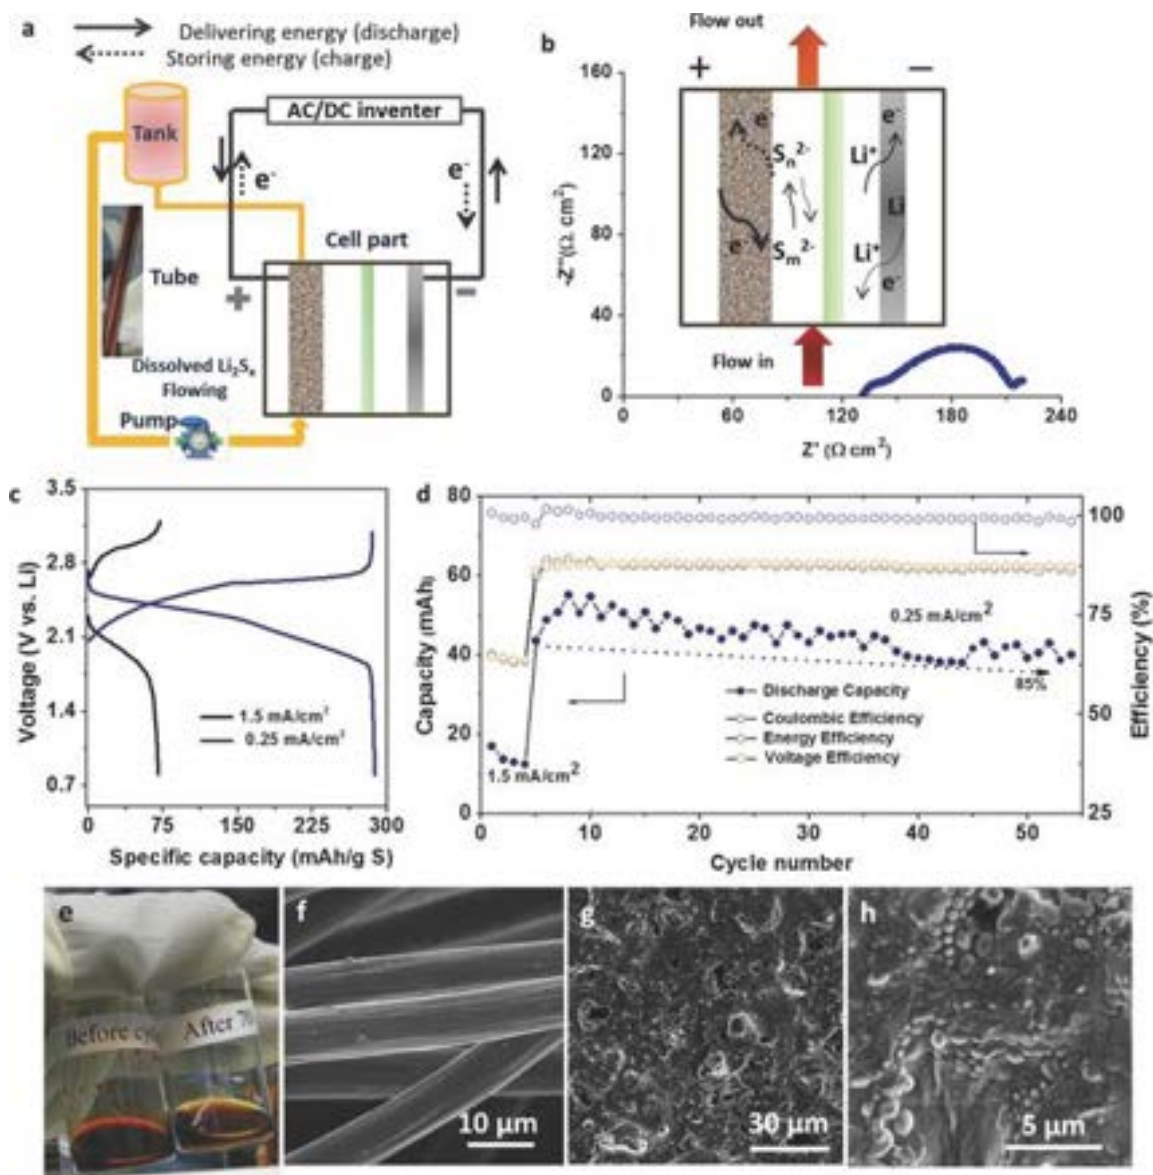 a
Delivering energy (discharge)
Storing energy (charge)
Tank
AC/DC inventer
e-
e-
Cell part
Tube
+
−
Dissolved Li2Sx
Flowing
Pump
b
Flow out
+
−
e-
Sn2-
Li+
e-
Li
e-
Sm2-
Li+
e-
Flow in
-Z''(Ω cm2)
160
120
80
40
0
0
60
120
180
240
Z' (Ω cm2)
c
Voltage (V vs. Li)
3.5
2.8
2.1
1.4
0.7
1.5 mA/cm2
0.25 mA/cm2
0
75
150
225
300
Specific capacity (mAh/g S)
d
Capacity (mAh)
80
60
40
20
0
100
75
50
25
Efficiency (%)
0.25 mA/cm2
85%
Discharge Capacity
Coulombic Efficiency
Energy Efficiency
Voltage Efficiency
1.5 mA/cm2
0
10
20
30
40
50
Cycle number
e
Before
After
f
10 μm
g
30 μm
h
5 μm